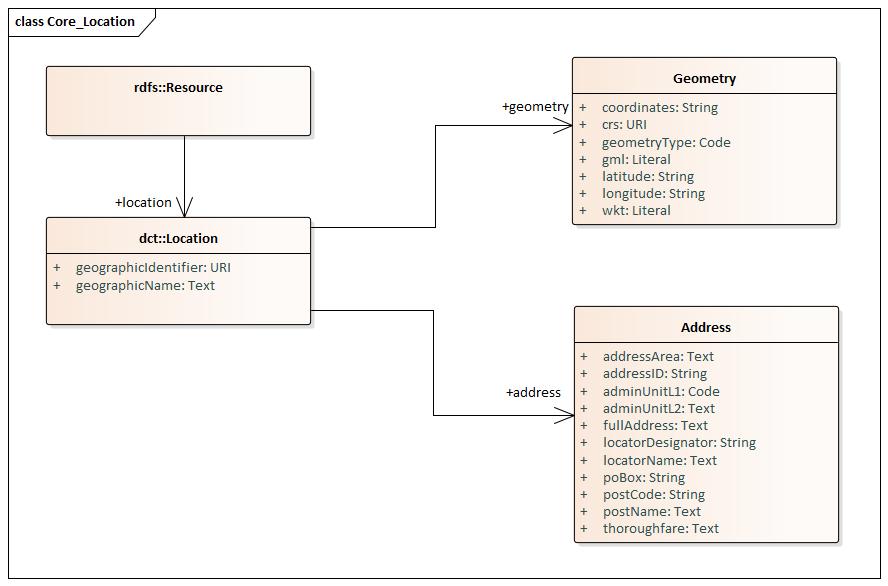 class Core_Location
rdfs::Resource
+location
dct::Location
+ geographicIdentifier: URI
+ geographicName: Text
+geometry
Geometry
+ coordinates: String
+ crs: URI
+ geometryType: Code
+ gml: Literal
+ latitude: String
+ longitude: String
+ wkt: Literal
+address
Address
+ addressArea: Text
+ addressID: String
+ adminUnitL1: Code
+ adminUnitL2: Text
+ fullAddress: Text
+ locatorDesignator: String
+ locatorName: Text
+ poBox: String
+ postCode: String
+ postName: Text
+ thoroughfare: Text